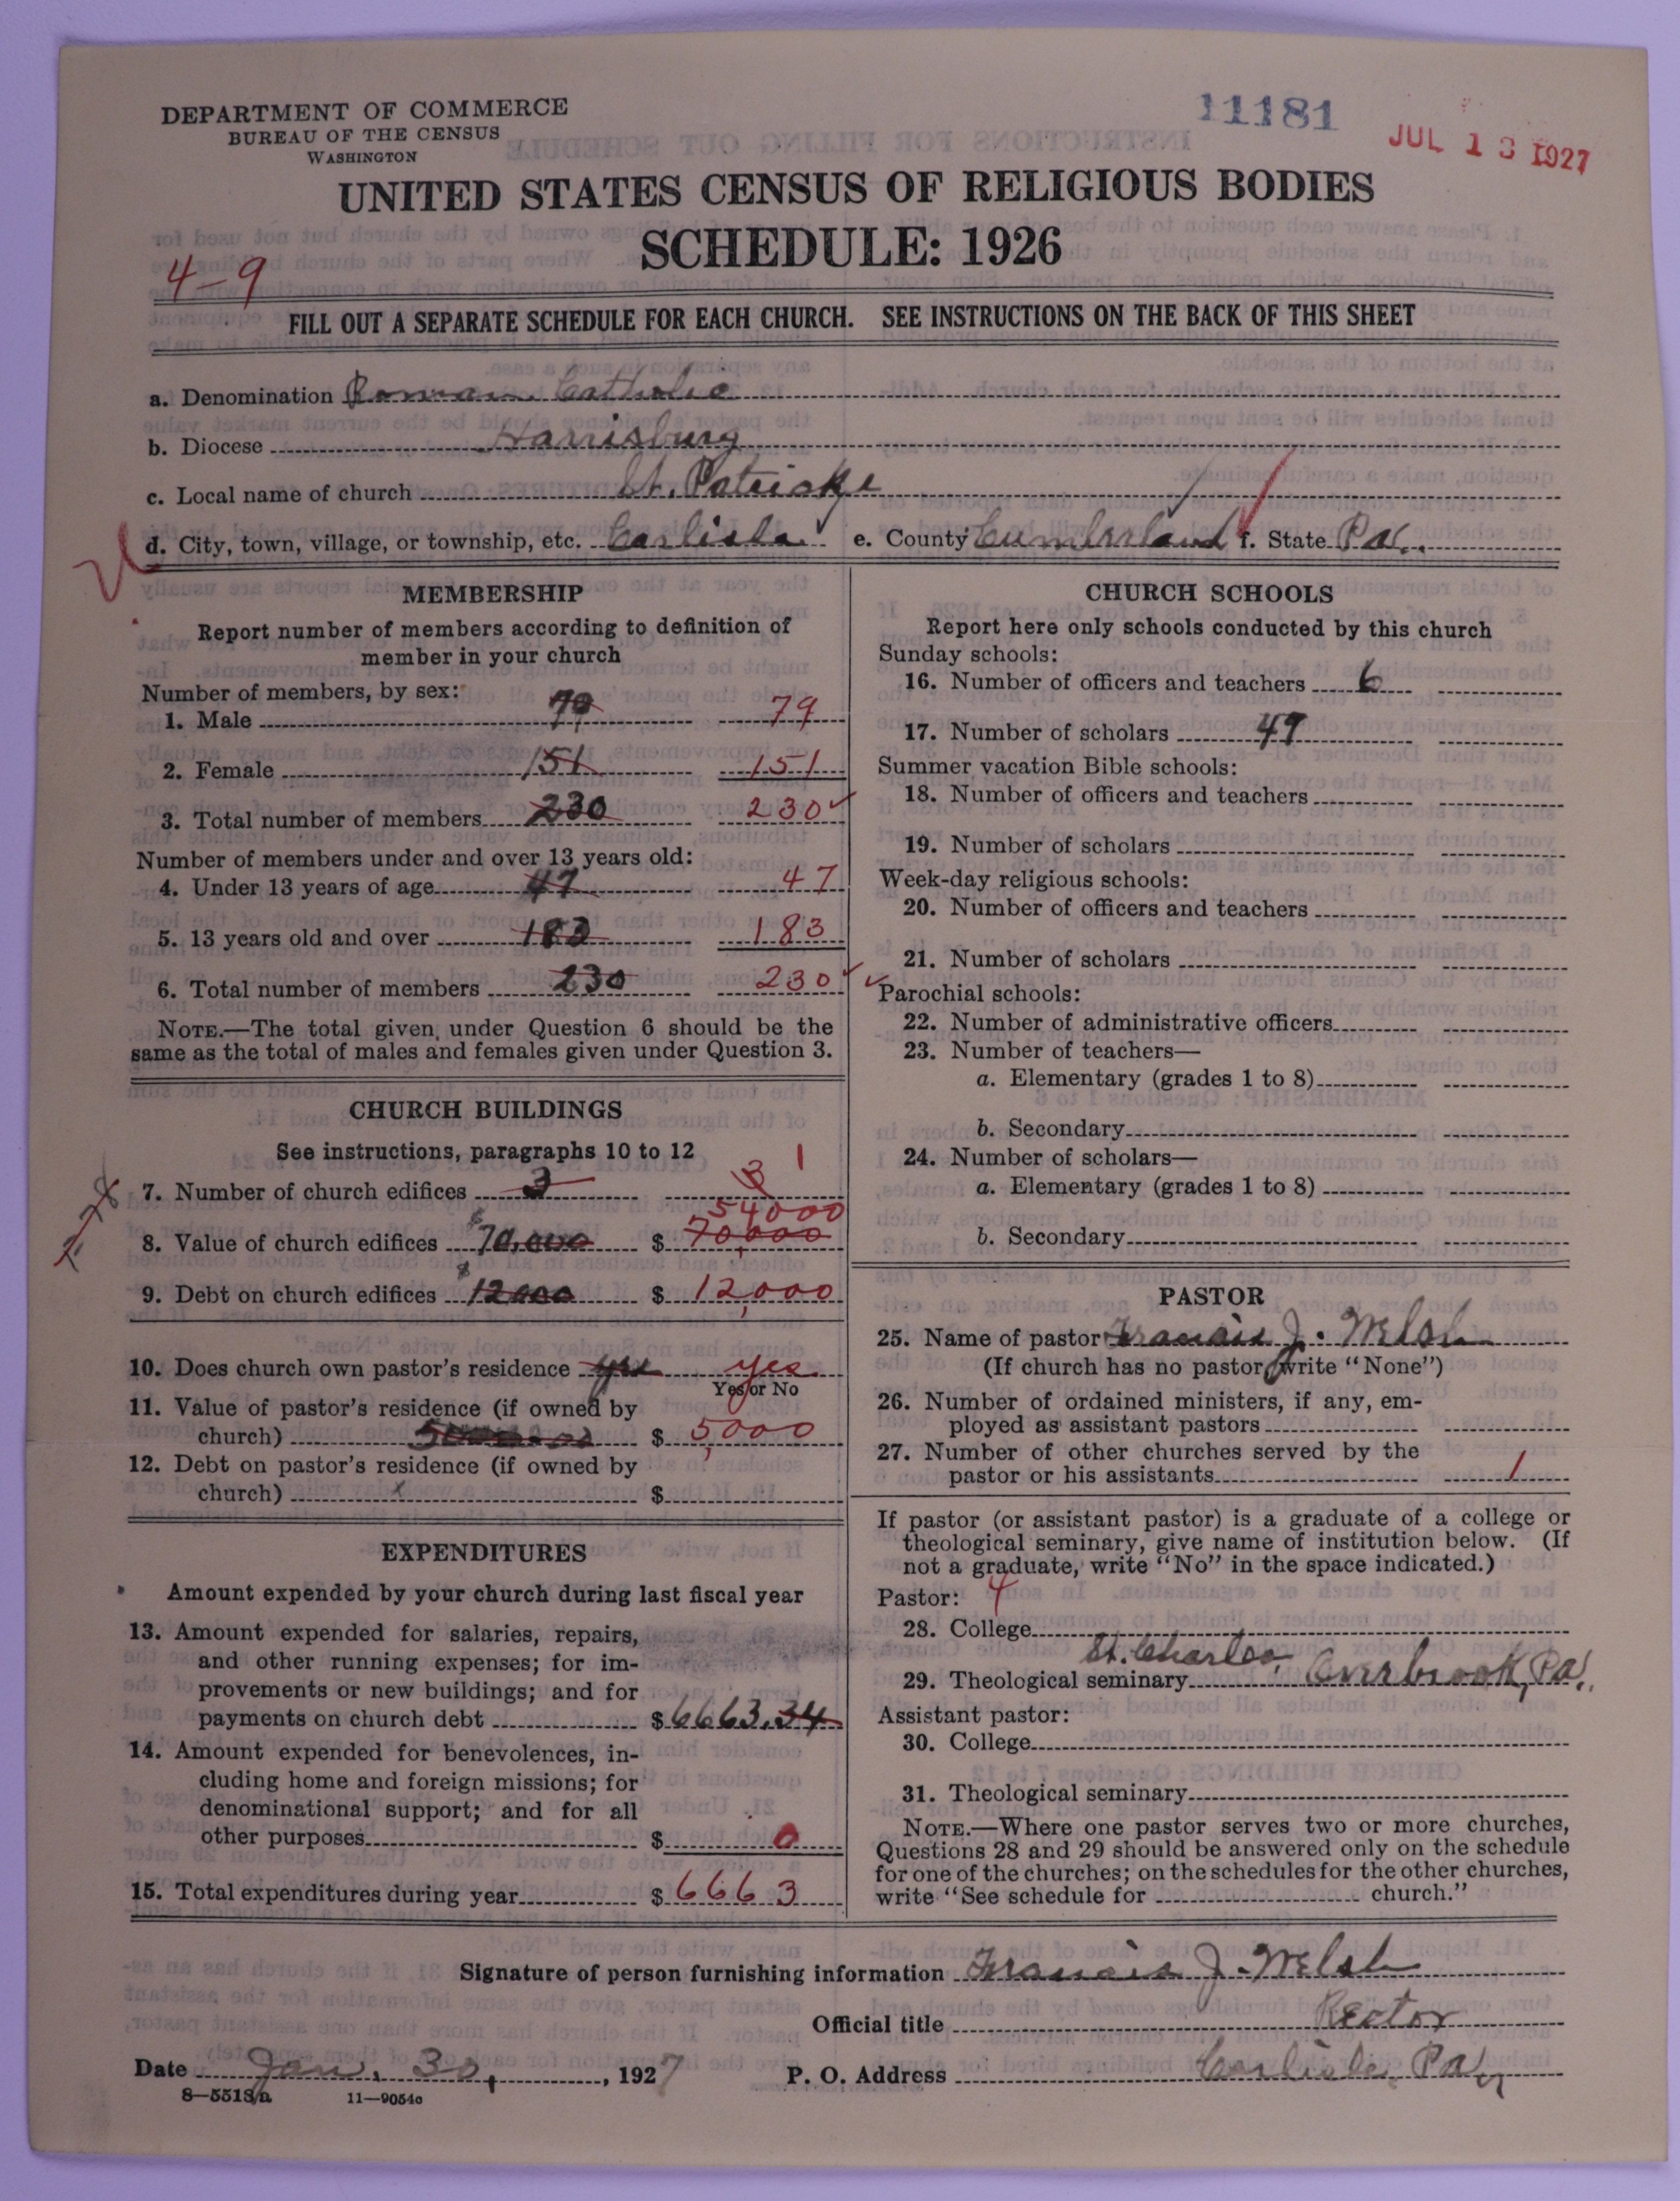 DEPARTMENT OF COMMERCE
BUREAU OF THE CENSUS
WASHINGTON
11181
JUL 13 1927
UNITED STATES CENSUS OF RELIGIOUS BODIES
SCHEDULE: 1926
4-9
FILL OUT A SEPARATE SCHEDULE FOR EACH CHURCH. SEE INSTRUCTIONS ON THE BACK OF THIS SHEET
a. Denomination Roman Catholic
b. Diocese Harrisburg
c. Local name of church St. Patricks
d. City, town, village, or township, etc. Carlisle e. County Cumberland f. State Pa.
MEMBERSHIP
Report number of members according to definition of
member in your church
Number of members, by sex:
1. Male 79 79
2. Female 151 151
3. Total number of members 230 230
Number of members under and over 13 years old:
4. Under 13 years of age 47 47
5. 13 years old and over 183 183
6. Total number of members 230 230
NOTE.—The total given under Question 6 should be the
same as the total of males and females given under Question 3.
CHURCH BUILDINGS
See instructions, paragraphs 10 to 12
7. Number of church edifices 3 3 1
54000
8. Value of church edifices $70,000 $ 70,000
9. Debt on church edifices $12000 $ 12,000
10. Does church own pastor's residence yes yes
Yes or No
11. Value of pastor's residence (if owned by
church) $ 5,000
12. Debt on pastor's residence (if owned by
church) x $
EXPENDITURES
Amount expended by your church during last fiscal year
13. Amount expended for salaries, repairs,
and other running expenses; for im-
provements or new buildings; and for
payments on church debt $ 6663.34
14. Amount expended for benevolences, in-
cluding home and foreign missions; for
denominational support; and for all
other purposes $ 0
15. Total expenditures during year $ 6663
CHURCH SCHOOLS
Report here only schools conducted by this church
Sunday schools:
16. Number of officers and teachers 6
17. Number of scholars 47
Summer vacation Bible schools:
18. Number of officers and teachers
19. Number of scholars
Week-day religious schools:
20. Number of officers and teachers
21. Number of scholars
Parochial schools:
22. Number of administrative officers
23. Number of teachers—
a. Elementary (grades 1 to 8)
b. Secondary
24. Number of scholars—
a. Elementary (grades 1 to 8)
b. Secondary
PASTOR
25. Name of pastor Francis J. Welsh
(If church has no pastor, write "None")
26. Number of ordained ministers, if any, em-
ployed as assistant pastors
27. Number of other churches served by the
pastor or his assistants 1
If pastor (or assistant pastor) is a graduate of a college or
theological seminary, give name of institution below. (If
not a graduate, write "No" in the space indicated.)
Pastor: 4
28. College
29. Theological seminary St. Charles, Overbrook, Pa.
Assistant pastor:
30. College
31. Theological seminary
NOTE.—Where one pastor serves two or more churches,
Questions 28 and 29 should be answered only on the schedule
for one of the churches; on the schedules for the other churches,
write "See schedule for church."
Signature of person furnishing information Francis J. Welsh
Official title Rector
Date Jan. 30, 1927 P. O. Address Carlisle, Pa.
8-5518a 11-9054c